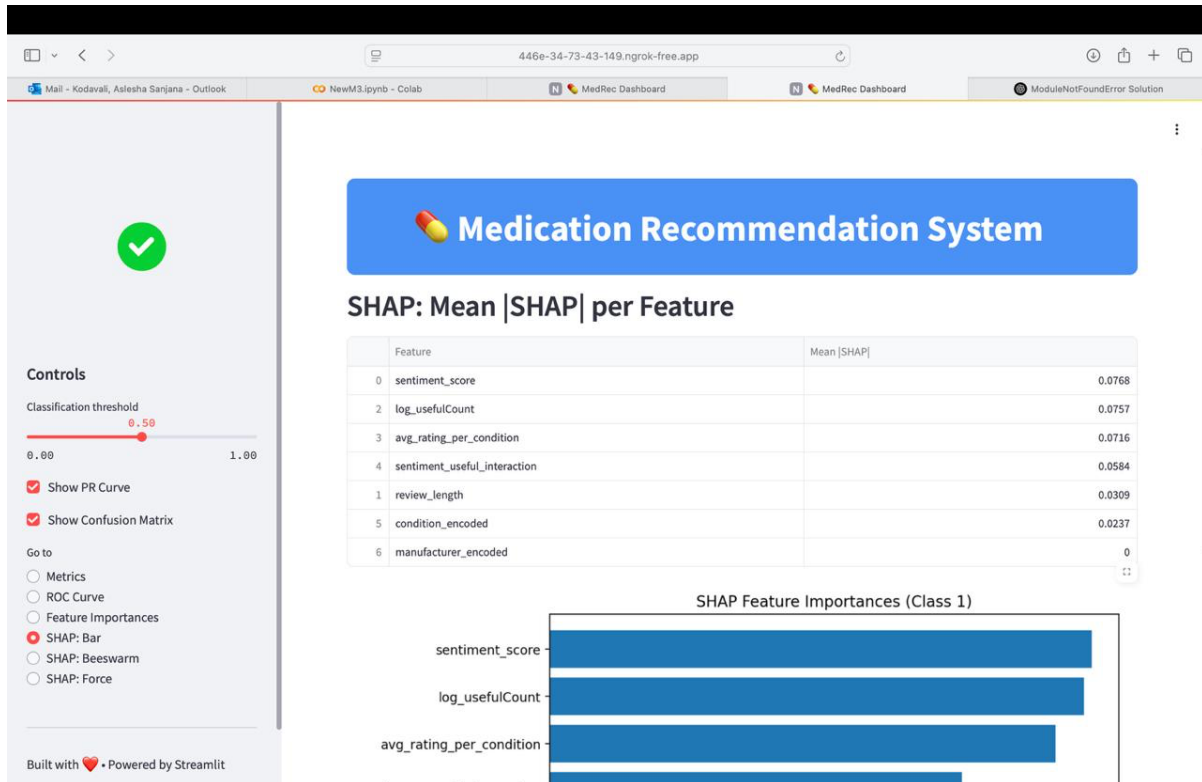 446e-34-73-43-149.ngrok-free.app
Mail - Kodavali, Aslesha Sanjana - Outlook
NewM3.ipynb - Colab
N 💊 MedRec Dashboard
N 💊 MedRec Dashboard
ModuleNotFoundError Solution
Controls
Classification threshold
0.50
0.00 1.00
Show PR Curve
Show Confusion Matrix
Go to
Metrics
ROC Curve
Feature Importances
SHAP: Bar
SHAP: Beeswarm
SHAP: Force
Built with ❤️ • Powered by Streamlit
💊 Medication Recommendation System
SHAP: Mean |SHAP| per Feature
Feature Mean |SHAP|
0 sentiment_score 0.0768
2 log_usefulCount 0.0757
3 avg_rating_per_condition 0.0716
4 sentiment_useful_interaction 0.0584
1 review_length 0.0309
5 condition_encoded 0.0237
6 manufacturer_encoded 0
SHAP Feature Importances (Class 1)
sentiment_score
log_usefulCount
avg_rating_per_condition